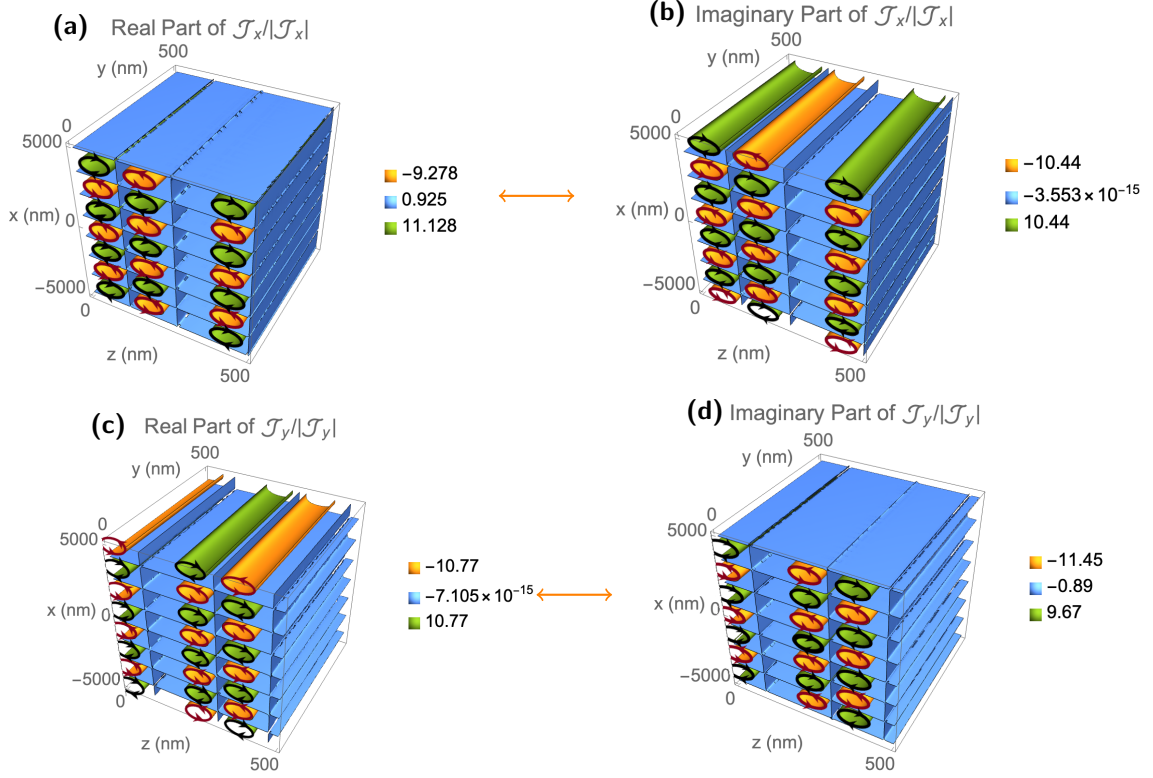 (a) Real Part of 𝒥x/|𝒥x|
500
y (nm)
0
5000
x (nm) 0
−5000
0
z (nm)
500
−9.278
0.925
11.128
(b) Imaginary Part of 𝒥x/|𝒥x|
500
y (nm)
0
5000
x (nm) 0
−5000
0
z (nm)
500
−10.44
−3.553×10⁻¹⁵
10.44
(c) Real Part of 𝒥y/|𝒥y|
500
y (nm)
0
5000
x (nm) 0
−5000
0
z (nm)
500
−10.77
−7.105×10⁻¹⁵
10.77
(d) Imaginary Part of 𝒥y/|𝒥y|
500
y (nm)
0
5000
x (nm) 0
−5000
0
z (nm)
500
−11.45
−0.89
9.67